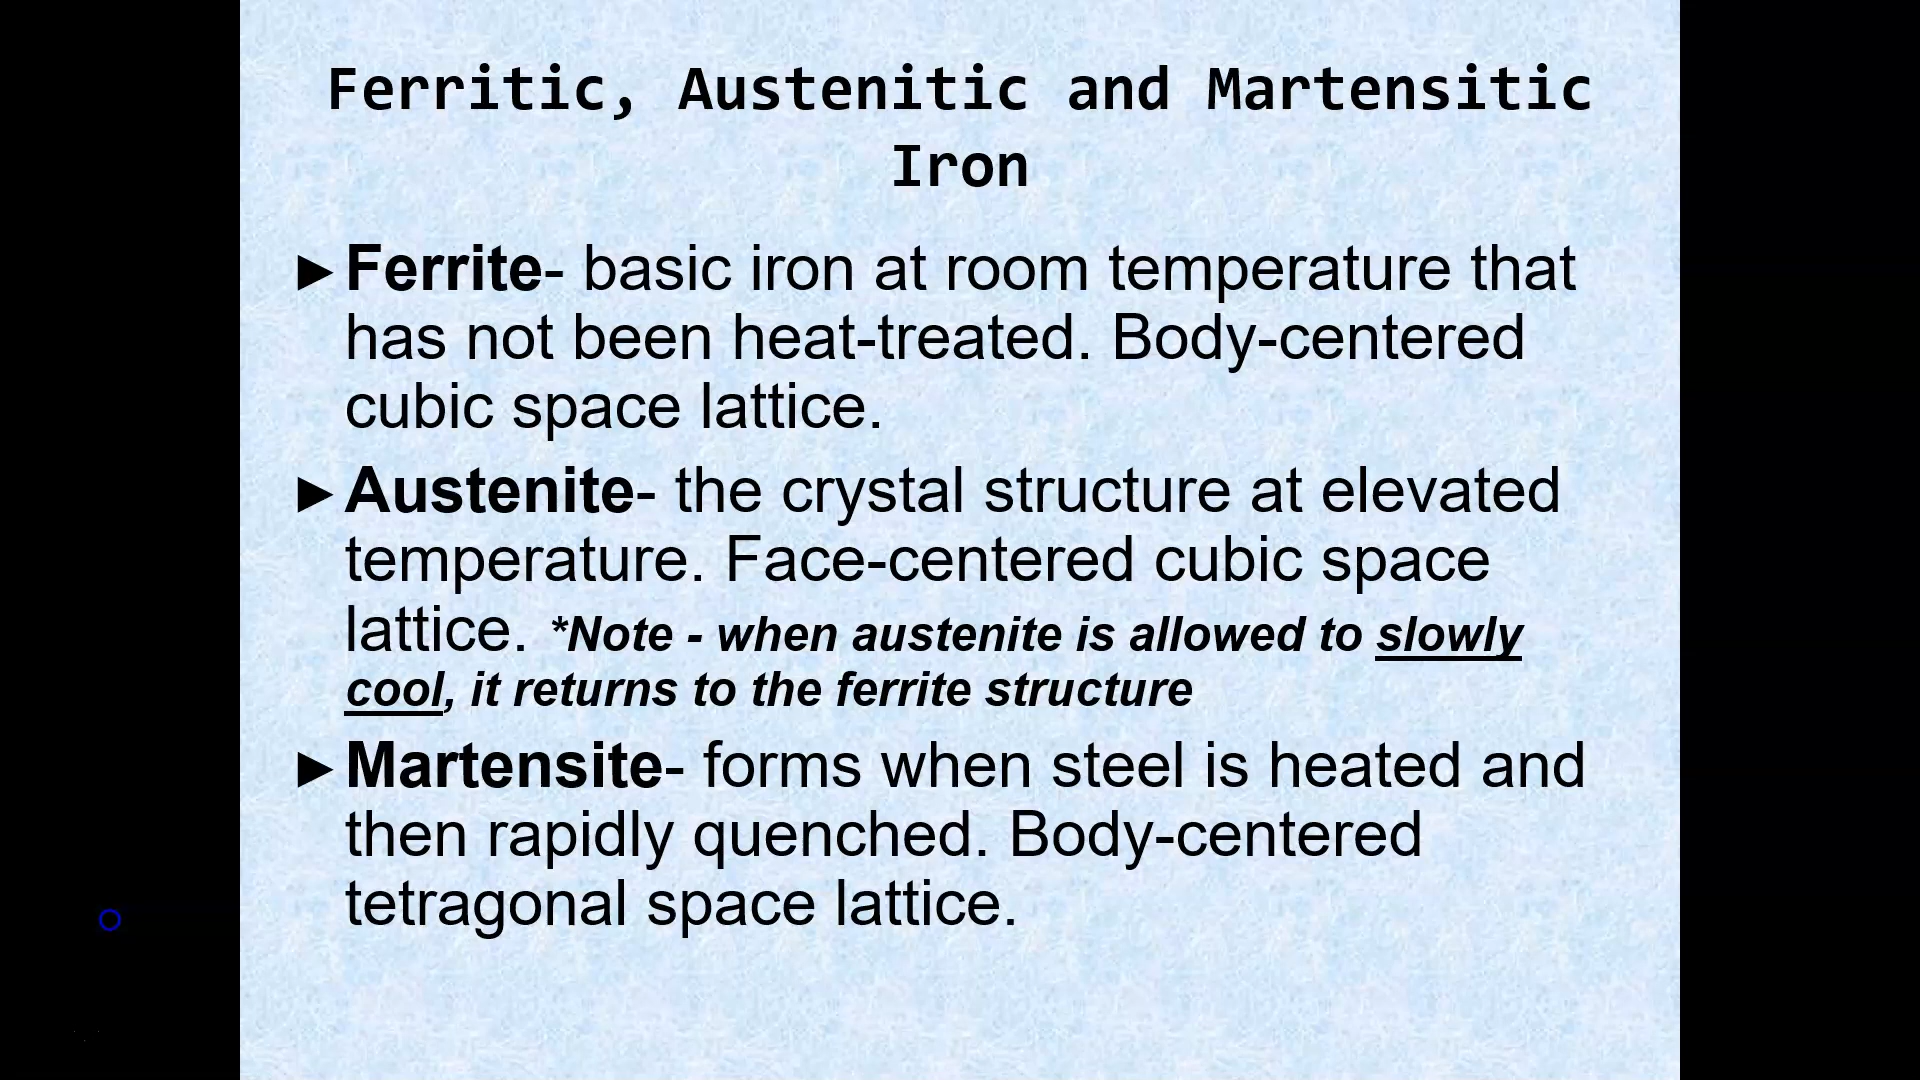 Ferritic, Austenitic and Martensitic
Iron
►Ferrite- basic iron at room temperature that
has not been heat-treated. Body-centered
cubic space lattice.
►Austenite- the crystal structure at elevated
temperature. Face-centered cubic space
lattice. *Note - when austenite is allowed to slowly
cool, it returns to the ferrite structure
►Martensite- forms when steel is heated and
then rapidly quenched. Body-centered
tetragonal space lattice.